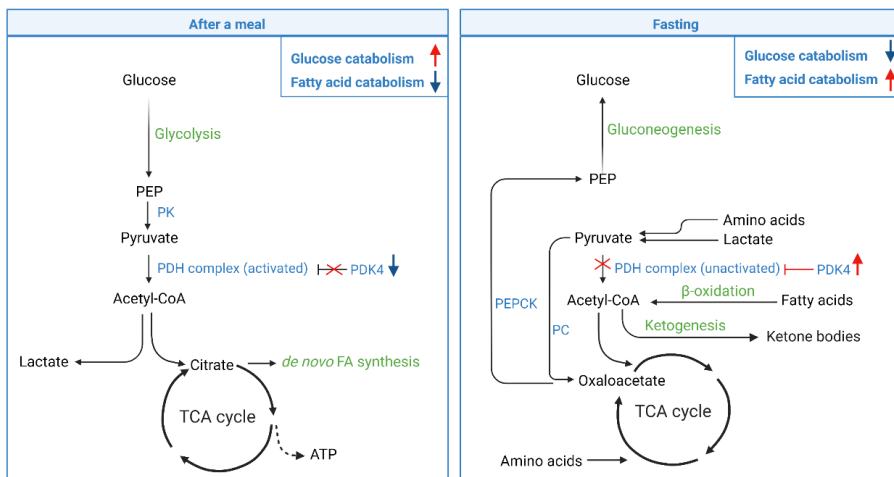 After a meal
Glucose catabolism
Fatty acid catabolism
Glucose
Glycolysis
PEP
PK
Pyruvate
PDH complex (activated)
PDK4
Acetyl-CoA
Lactate
Citrate
de novo FA synthesis
TCA cycle
ATP
Fasting
Glucose catabolism
Fatty acid catabolism
Glucose
Gluconeogenesis
PEP
Amino acids
Pyruvate
Lactate
PDH complex (unactivated)
PDK4
β-oxidation
PEPCK
Acetyl-CoA
Fatty acids
Ketogenesis
PC
Ketone bodies
Oxaloacetate
TCA cycle
Amino acids